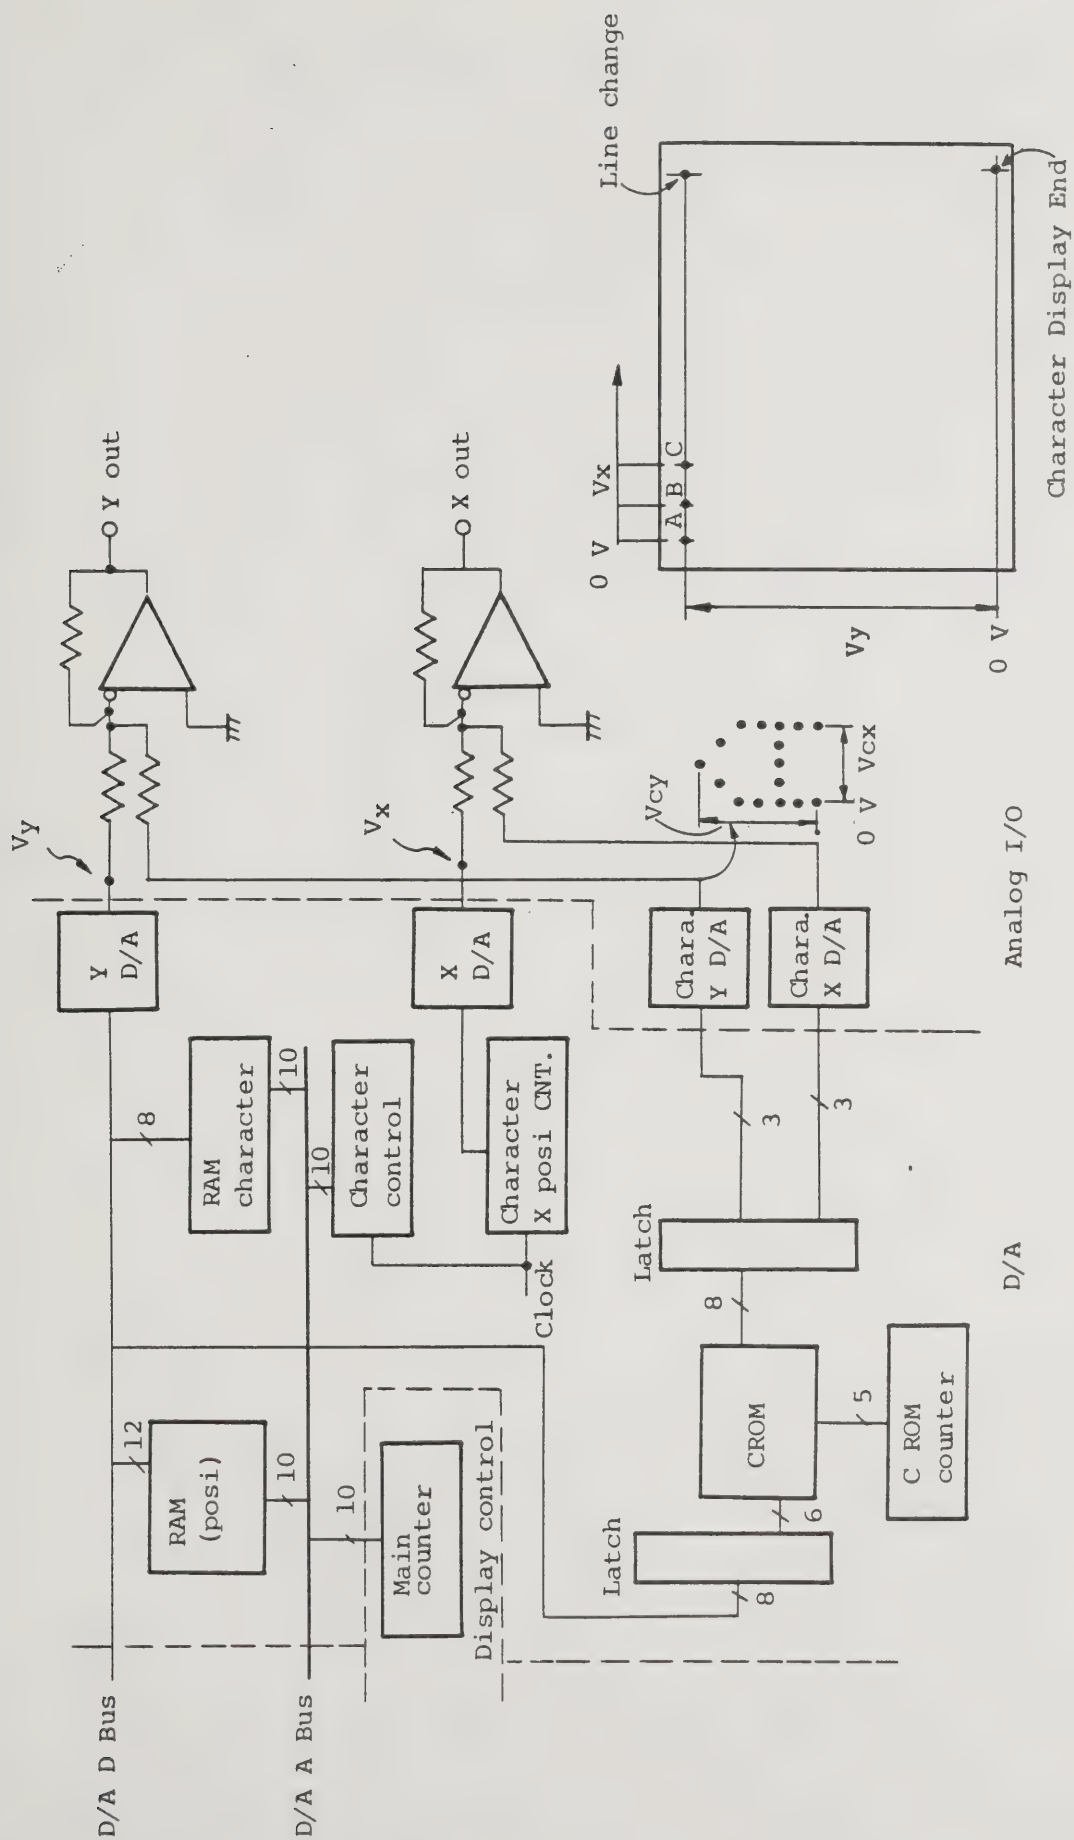 D/A D Bus
D/A A Bus
12
RAM
(posi)
10
10
Main
counter
Display control
8
RAM
character
10
10
Character
control
Character
X posi CNT.
Clock
Y
D/A
X
D/A
Vy
Vx
Y out
X out
Latch
8
6
CROM
5
C ROM
counter
8
Latch
3
3
Chara.
Y D/A
Chara.
X D/A
Vcy
0 V
Vcx
0 V
Vx
A B C
Line change
Vy
0 V
Character Display End
D/A
Analog I/O